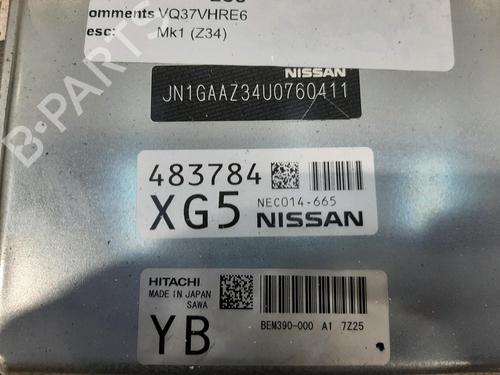 omments VQ37VHRE6
esc: Mk1 (Z34)
NISSAN
JN1GAAZ34U0760411
483784
XG5 NEC014-665
NISSAN
HITACHI
MADE IN JAPAN
SAWA
YB BEM390-000 A1 7Z25
B-PARTS